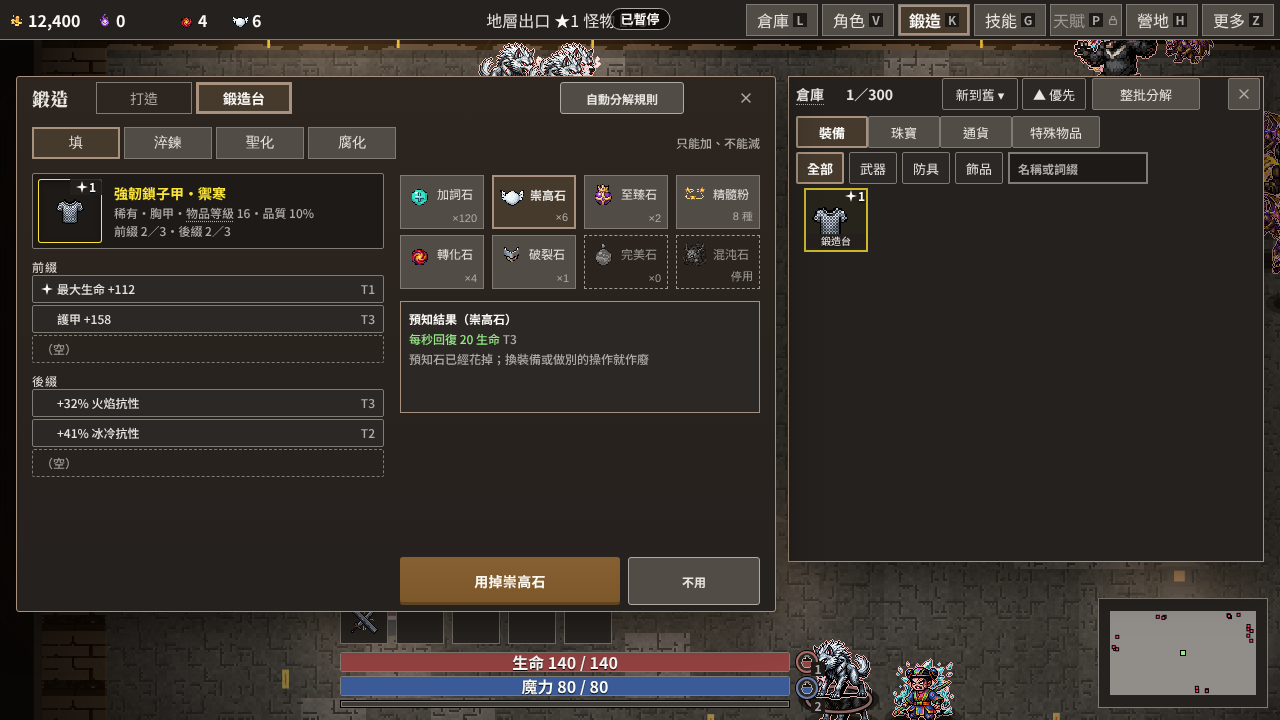 12,400
0
4
6
地層出口 ★1 怪物
已暫停
倉庫 L
角色 V
鍛造 K
技能 G
天賦 P
營地 H
更多 Z
鍛造
打造
鍛造台
自動分解規則
×
填
淬鍊
聖化
腐化
只能加、不能減
1
強韌鎖子甲・禦寒
稀有・胸甲・物品等級 16・品質 10%
前綴 2／3・後綴 2／3
前綴
最大生命 +112 T1
護甲 +158 T3
（空）
後綴
+32% 火焰抗性 T3
+41% 冰冷抗性 T2
（空）
加詞石 ×120
崇高石 ×6
至臻石 ×2
精髓粉 8 種
轉化石 ×4
破裂石 ×1
完美石 ×0
混沌石 停用
預知結果（崇高石）
每秒回復 20 生命 T3
預知石已經花掉；換裝備或做別的操作就作廢
用掉崇高石
不用
倉庫
1／300
新到舊 ▾
▲優先
整批分解
×
裝備
珠寶
通貨
特殊物品
全部
武器
防具
飾品
名稱或詞綴
1
鍛造台
生命 140 / 140
魔力 80 / 80
1
2